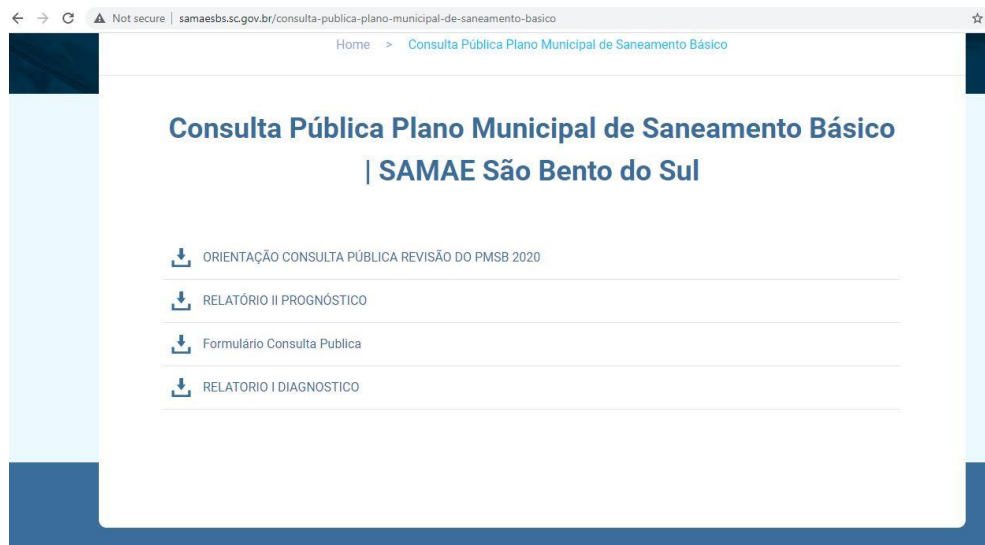 Not secure | samaesbs.sc.gov.br/consulta-publica-plano-municipal-de-saneamento-basico
Home > Consulta Pública Plano Municipal de Saneamento Básico
Consulta Pública Plano Municipal de Saneamento Básico
| SAMAE São Bento do Sul
ORIENTAÇÃO CONSULTA PÚBLICA REVISÃO DO PMSB 2020
RELATÓRIO II PROGNÓSTICO
Formulário Consulta Publica
RELATORIO I DIAGNOSTICO